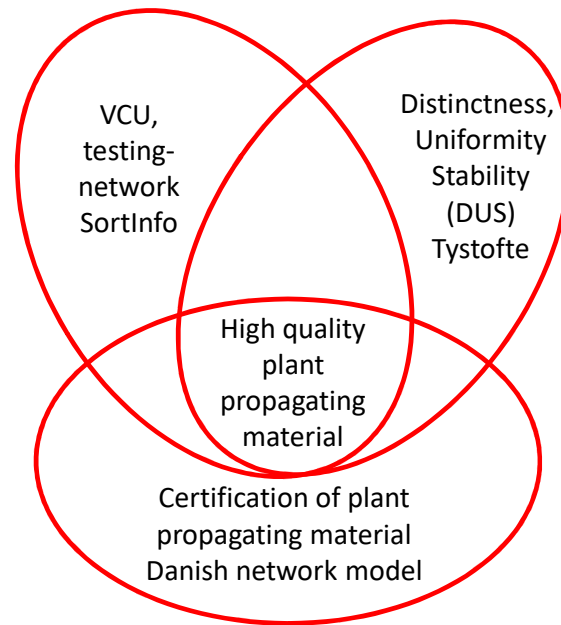 VCU,
testing-
network
SortInfo
Distinctness,
Uniformity
Stability
(DUS)
Tystofte
High quality
plant
propagating
material
Certification of plant
propagating material
Danish network model